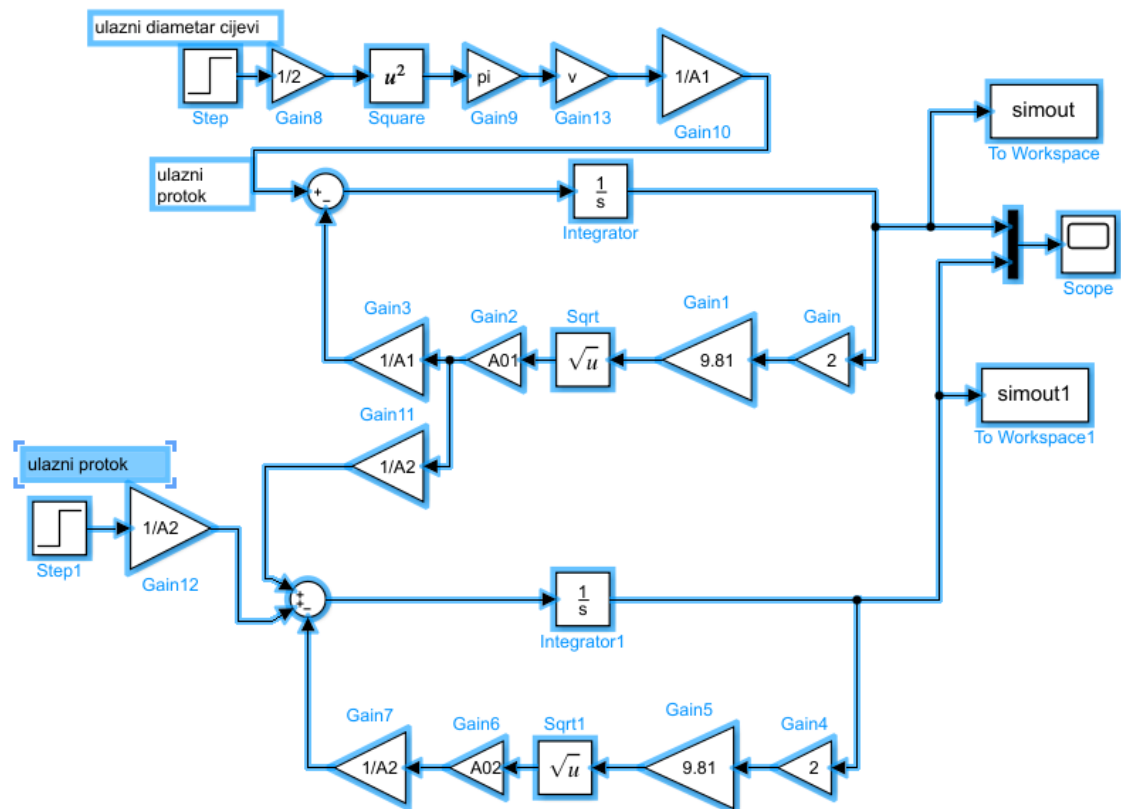 ulazni diametar cijevi
1/2
u²
pi
v
1/A1
Step
Gain8
Square
Gain9
Gain13
Gain10
simout
To Workspace
ulazni
protok
+
−
1
s
Integrator
Scope
Gain3
Gain2
Sqrt
Gain1
Gain
1/A1
A01
√u
9.81
2
simout1
To Workspace1
Gain11
1/A2
ulazni protok
1/A2
Step1
Gain12
+
+
−
1
s
Integrator1
Gain7
Gain6
Sqrt1
Gain5
Gain4
1/A2
A02
√u
9.81
2